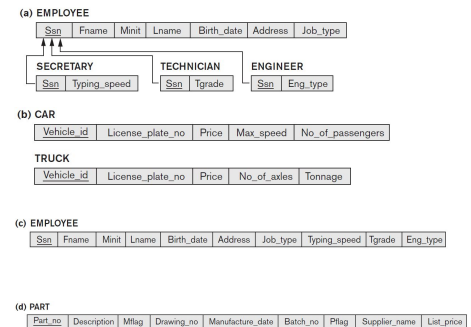 (a) EMPLOYEE
Ssn Fname Minit Lname Birth_date Address Job_type
SECRETARY TECHNICIAN ENGINEER
Ssn Typing_speed Ssn Tgrade Ssn Eng_type
(b) CAR
Vehicle_id License_plate_no Price Max_speed No_of_passengers
TRUCK
Vehicle_id License_plate_no Price No_of_axles Tonnage
(c) EMPLOYEE
Ssn Fname Minit Lname Birth_date Address Job_type Typing_speed Tgrade Eng_type
(d) PART
Part_no Description Mflag Drawing_no Manufacture_date Batch_no Pflag Supplier_name List_price